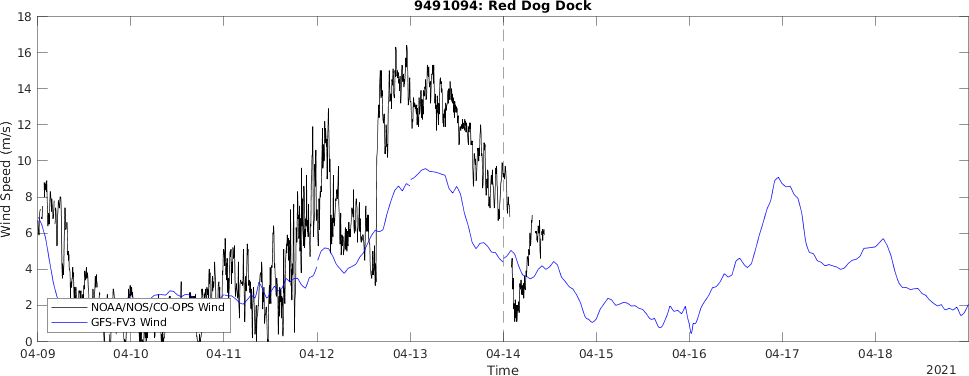 9491094: Red Dog Dock
18
16
14
12
10
8
6
4
2
0
Wind Speed (m/s)
NOAA/NOS/CO-OPS Wind
GFS-FV3 Wind
04-09 04-10 04-11 04-12 04-13 04-14 04-15 04-16 04-17 04-18
Time
2021